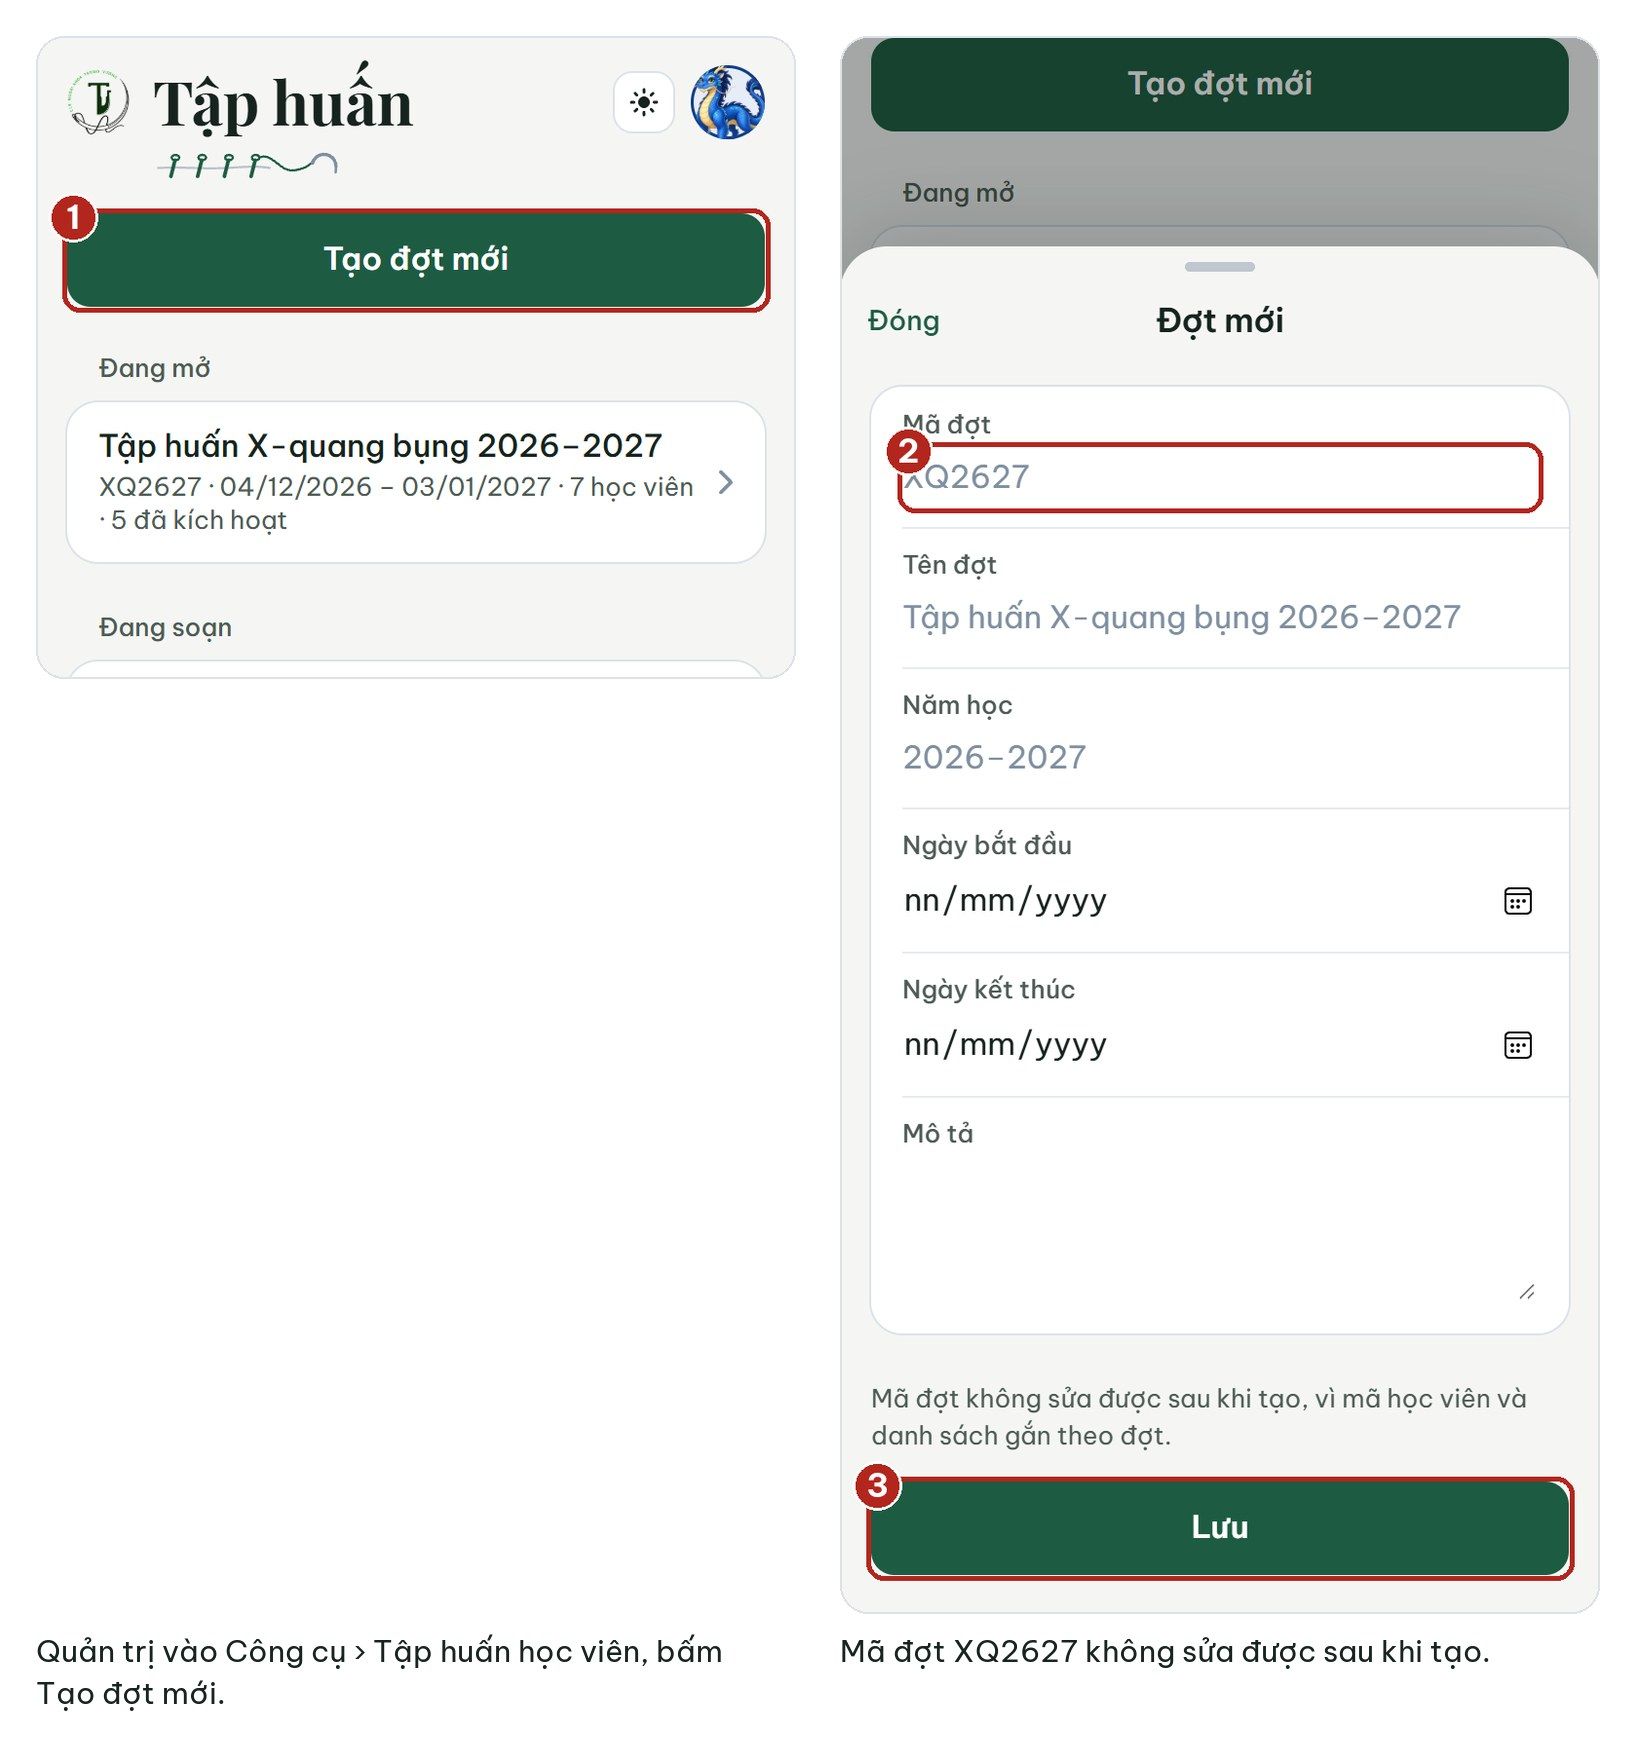 Tập huấn
1
Tạo đợt mới
Đang mở
Tập huấn X-quang bụng 2026–2027
XQ2627 · 04/12/2026 – 03/01/2027 · 7 học viên
· 5 đã kích hoạt
Đang soạn
Quản trị vào Công cụ › Tập huấn học viên, bấm
Tạo đợt mới.
Tạo đợt mới
Đang mở
Đóng
Đợt mới
Mã đợt
2
XQ2627
Tên đợt
Tập huấn X-quang bụng 2026–2027
Năm học
2026–2027
Ngày bắt đầu
nn/mm/yyyy
Ngày kết thúc
nn/mm/yyyy
Mô tả
Mã đợt không sửa được sau khi tạo, vì mã học viên và
danh sách gắn theo đợt.
3
Lưu
Mã đợt XQ2627 không sửa được sau khi tạo.